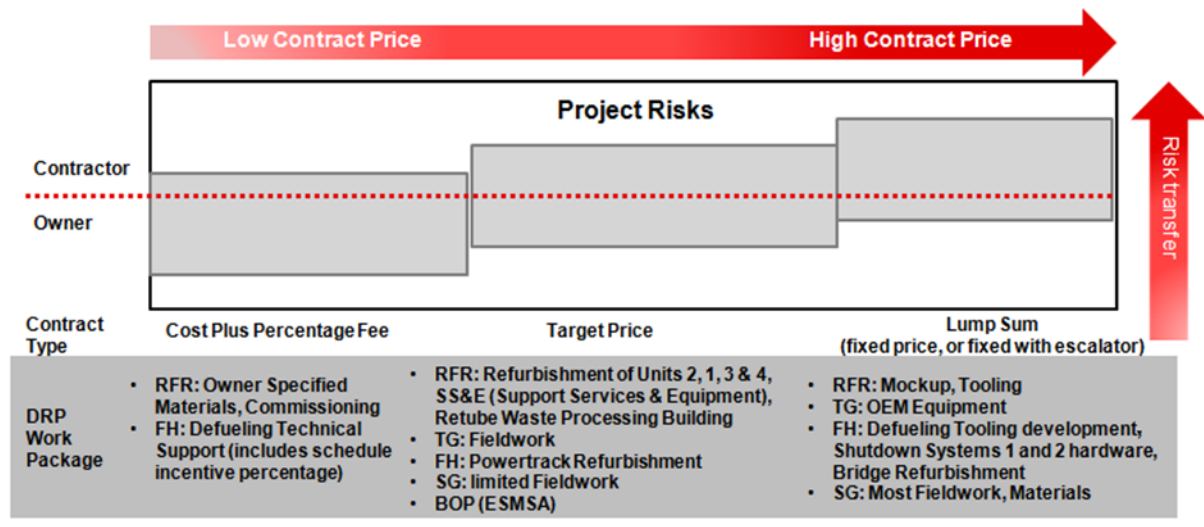 Low Contract Price
High Contract Price
Project Risks
Contractor
Owner
Risk transfer
Contract
Type
Cost Plus Percentage Fee
Target Price
Lump Sum
(fixed price, or fixed with escalator)
DRP
Work
Package
• RFR: Owner Specified
Materials, Commissioning
• FH: Defueling Technical
Support (includes schedule
incentive percentage)
• RFR: Refurbishment of Units 2, 1, 3 & 4,
SS&E (Support Services & Equipment),
Retube Waste Processing Building
• TG: Fieldwork
• FH: Powertrack Refurbishment
• SG: limited Fieldwork
• BOP (ESMSA)
• RFR: Mockup, Tooling
• TG: OEM Equipment
• FH: Defueling Tooling development,
Shutdown Systems 1 and 2 hardware,
Bridge Refurbishment
• SG: Most Fieldwork, Materials